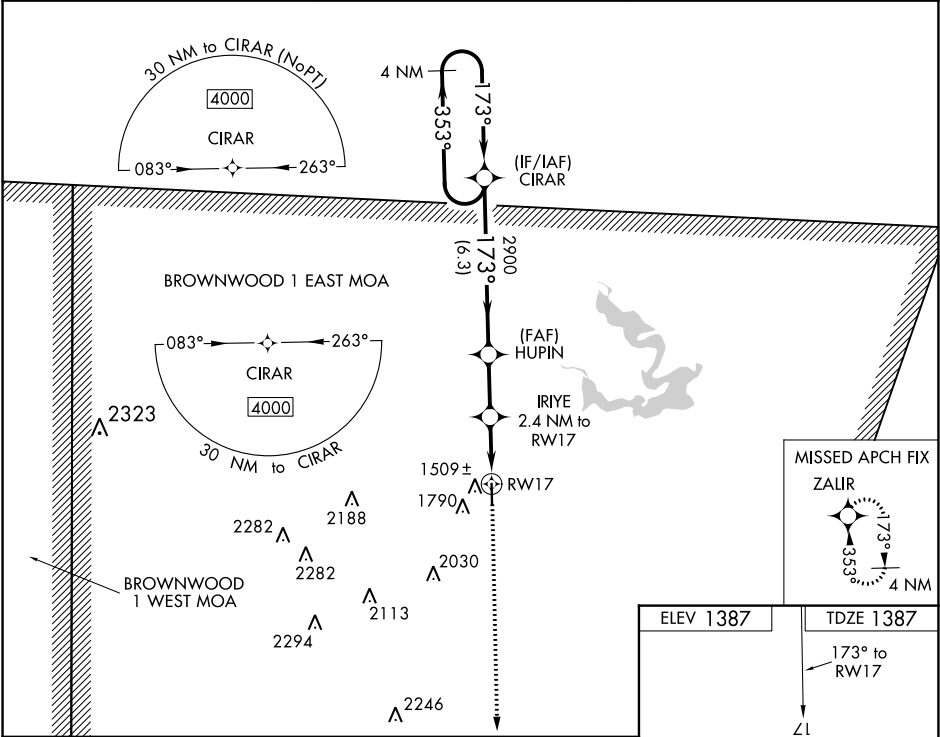 30 NM to CIRAR (NoPT)
4000
CIRAR
083°
263°
4 NM
353°
173°
(IF/IAF)
CIRAR
2900
173°
(6.3)
BROWNWOOD 1 EAST MOA
083°
263°
CIRAR
4000
30 NM to CIRAR
(FAF)
HUPIN
IRIYE
2.4 NM to
RW17
2323
1509±
RW17
1790
2188
2282
2282
2030
2113
2294
2246
BROWNWOOD
1 WEST MOA
MISSED APCH FIX
ZALIR
173°
353°
4 NM
ELEV 1387
TDZE 1387
173° to
RW17
17